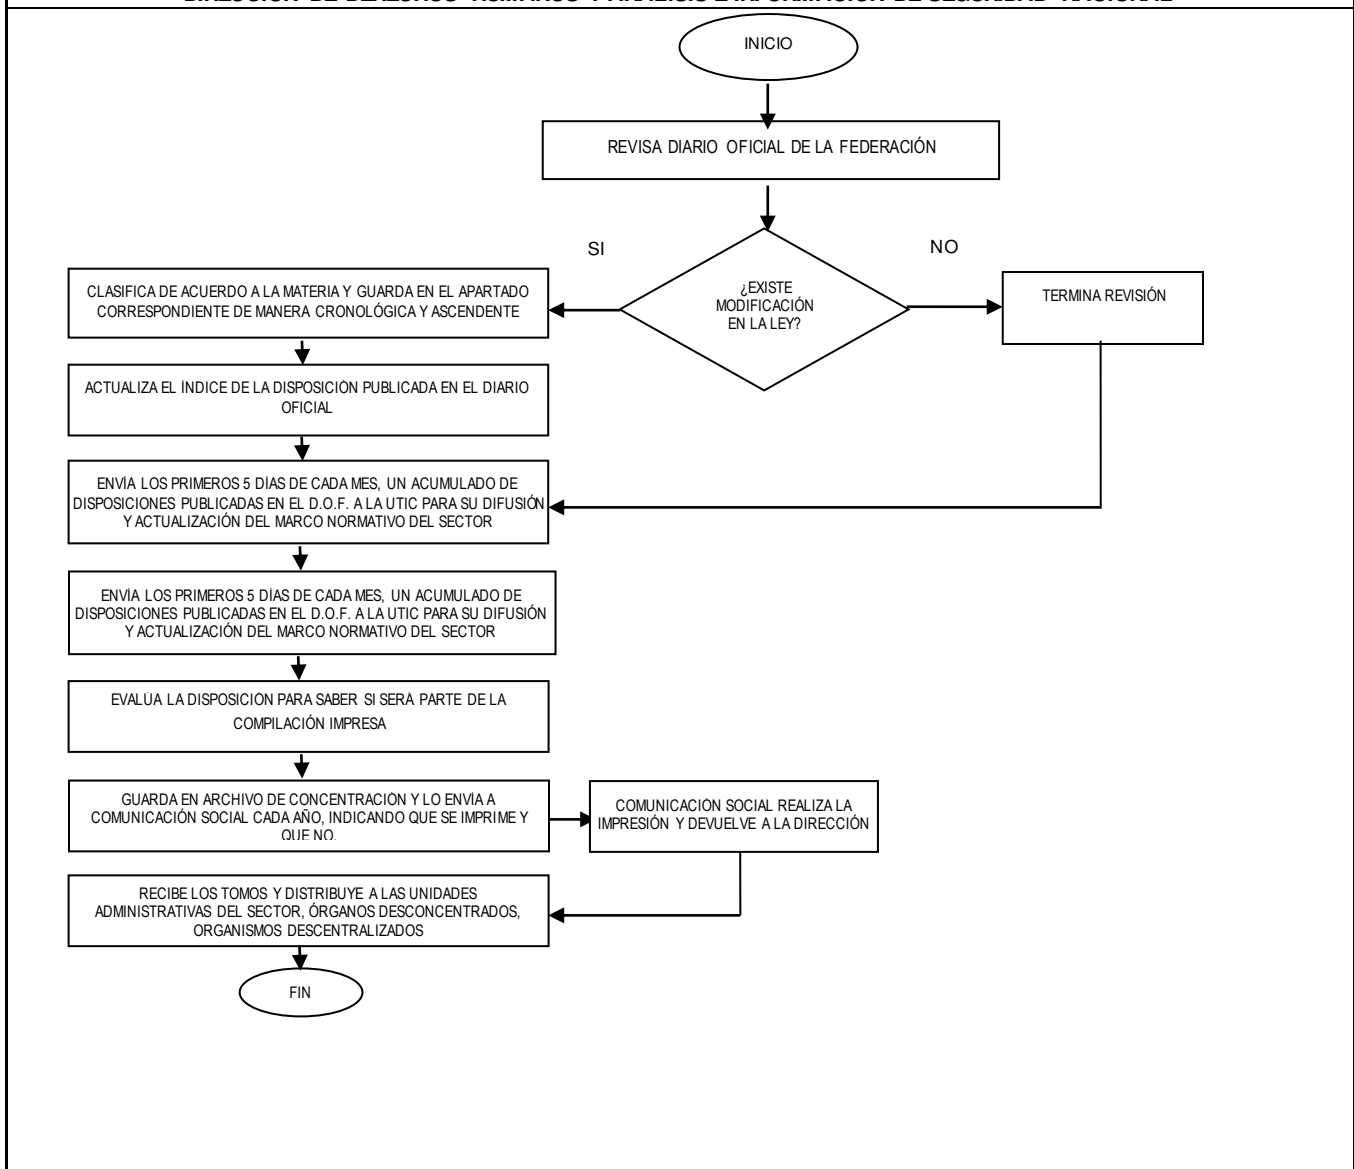 INICIO
REVISA DIARIO OFICIAL DE LA FEDERACIÓN
SI
NO
¿EXISTE
MODIFICACIÓN
EN LA LEY?
TERMINA REVISIÓN
CLASIFICA DE ACUERDO A LA MATERIA Y GUARDA EN EL APARTADO
CORRESPONDIENTE DE MANERA CRONOLÓGICA Y ASCENDENTE
ACTUALIZA EL ÍNDICE DE LA DISPOSICIÓN PUBLICADA EN EL DIARIO
OFICIAL
ENVÍA LOS PRIMEROS 5 DÍAS DE CADA MES, UN ACUMULADO DE
DISPOSICIONES PUBLICADAS EN EL D.O.F. A LA UTIC PARA SU DIFUSIÓN
Y ACTUALIZACIÓN DEL MARCO NORMATIVO DEL SECTOR
ENVÍA LOS PRIMEROS 5 DÍAS DE CADA MES, UN ACUMULADO DE
DISPOSICIONES PUBLICADAS EN EL D.O.F. A LA UTIC PARA SU DIFUSIÓN
Y ACTUALIZACIÓN DEL MARCO NORMATIVO DEL SECTOR
EVALÚA LA DISPOSICIÓN PARA SABER SI SERÁ PARTE DE LA
COMPILACIÓN IMPRESA
GUARDA EN ARCHIVO DE CONCENTRACIÓN Y LO ENVÍA A
COMUNICACIÓN SOCIAL CADA AÑO, INDICANDO QUE SE IMPRIME Y
QUE NO.
COMUNICACIÓN SOCIAL REALIZA LA
IMPRESIÓN Y DEVUELVE A LA DIRECCIÓN
RECIBE LOS TOMOS Y DISTRIBUYE A LAS UNIDADES
ADMINISTRATIVAS DEL SECTOR, ÓRGANOS DESCONCENTRADOS,
ORGANISMOS DESCENTRALIZADOS
FIN